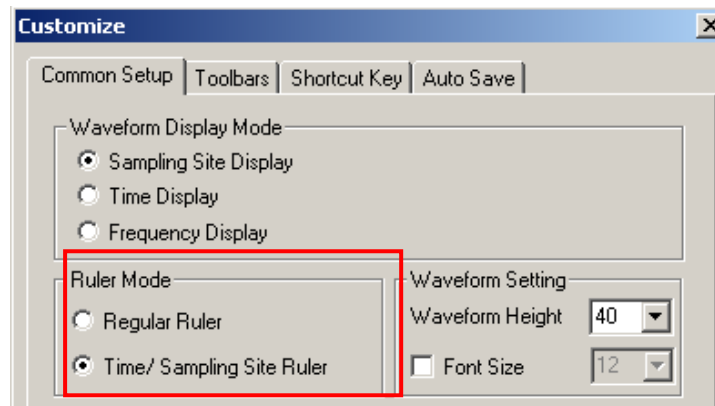 Customize
Common Setup Toolbars Shortcut Key Auto Save
Waveform Display Mode
Sampling Site Display
Time Display
Frequency Display
Ruler Mode
Regular Ruler
Time/ Sampling Site Ruler
Waveform Setting
Waveform Height 40
Font Size 12